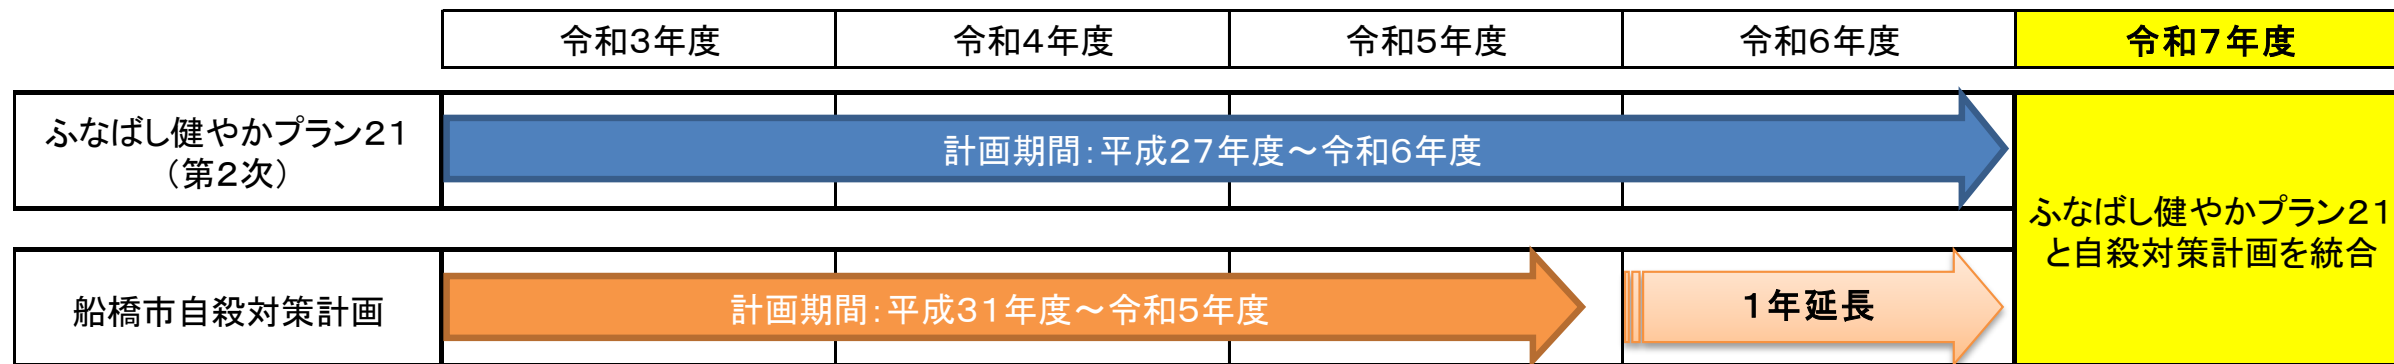 令和3年度 令和4年度 令和5年度 令和6年度 令和7年度
ふなばし健やかプラン21
(第2次)
計画期間:平成27年度～令和6年度
船橋市自殺対策計画
計画期間:平成31年度～令和5年度
1年延長
ふなばし健やかプラン21
と自殺対策計画を統合